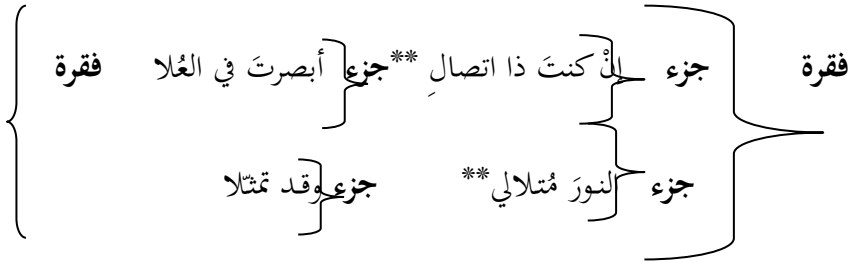 فقرة جزء إنْ كنتَ ذا اتصالِ ** جزء أبصرتَ في العُلا فقرة
جزء النورَ مُتلالي ** جزء وقد تمثّلا